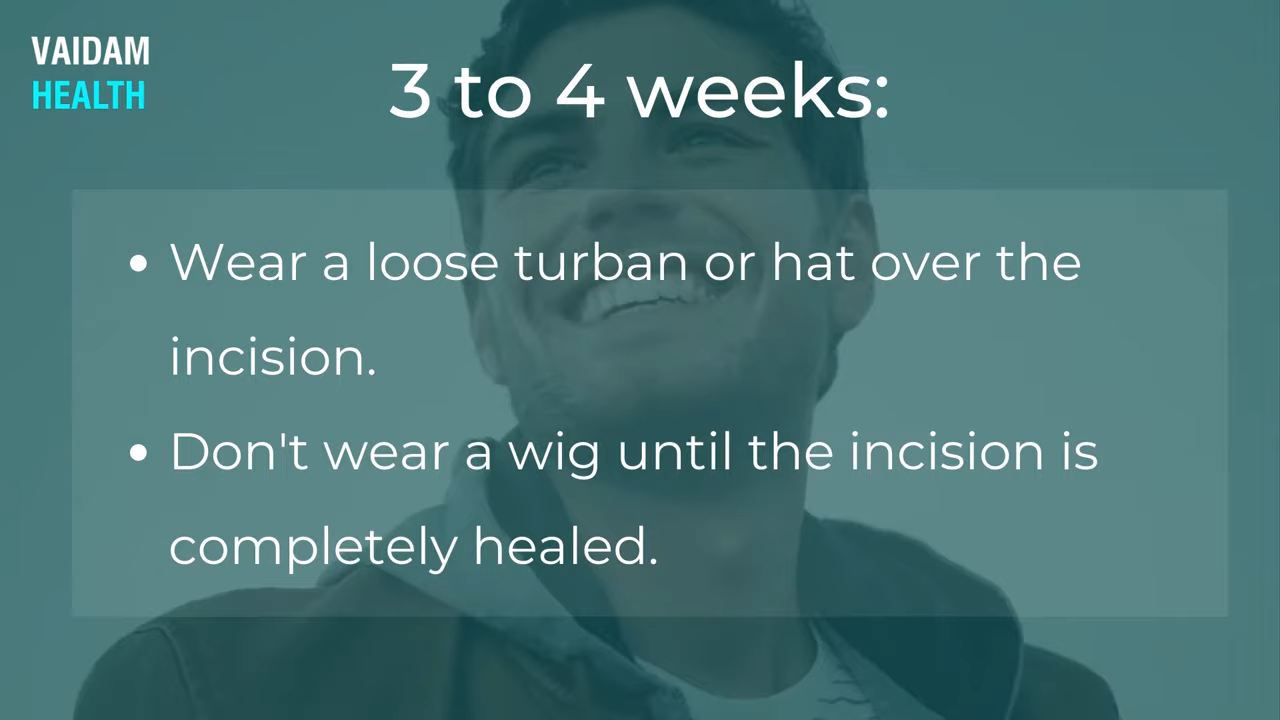 VAIDAM
HEALTH
3 to 4 weeks:
• Wear a loose turban or hat over the
incision.
• Don't wear a wig until the incision is
completely healed.